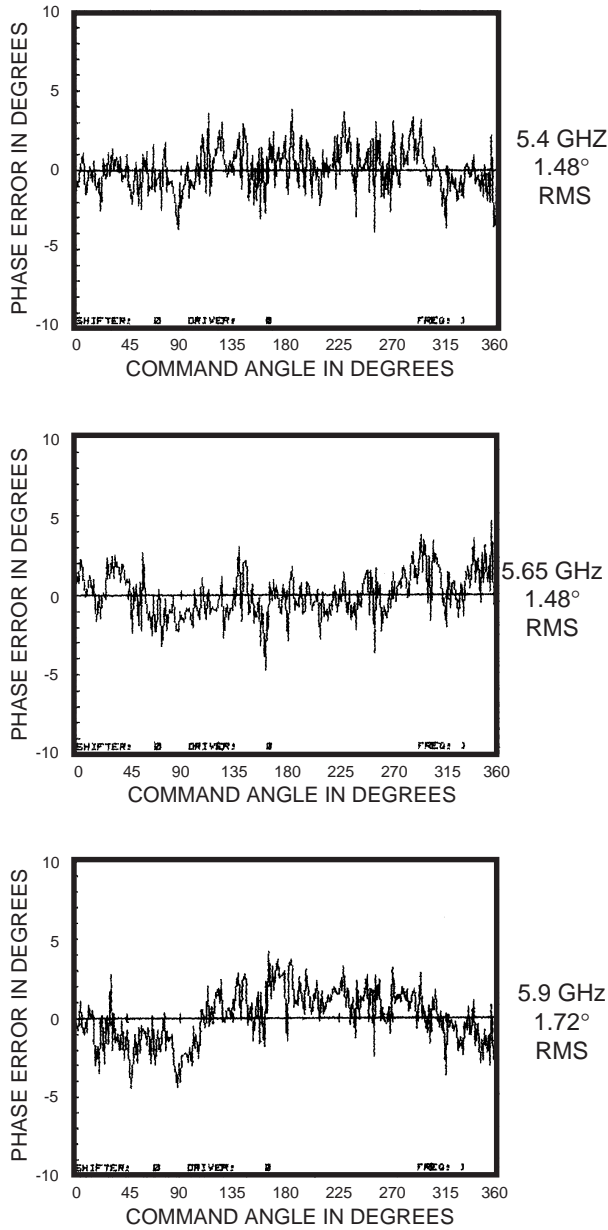 10
5
0
-5
-10
PHASE ERROR IN DEGREES
SHIFTER: 0 DRIVER: 0 FREQ: 1
0 45 90 135 180 225 270 315 360
COMMAND ANGLE IN DEGREES
5.4 GHZ
1.48°
RMS
10
5
0
-5
-10
PHASE ERROR IN DEGREES
SHIFTER: 0 DRIVER: 0 FREQ: 1
0 45 90 135 180 225 270 315 360
COMMAND ANGLE IN DEGREES
5.65 GHz
1.48°
RMS
10
5
0
-5
-10
PHASE ERROR IN DEGREES
SHIFTER: 0 DRIVER: 0 FREQ: 1
0 45 90 135 180 225 270 315 360
COMMAND ANGLE IN DEGREES
5.9 GHz
1.72°
RMS